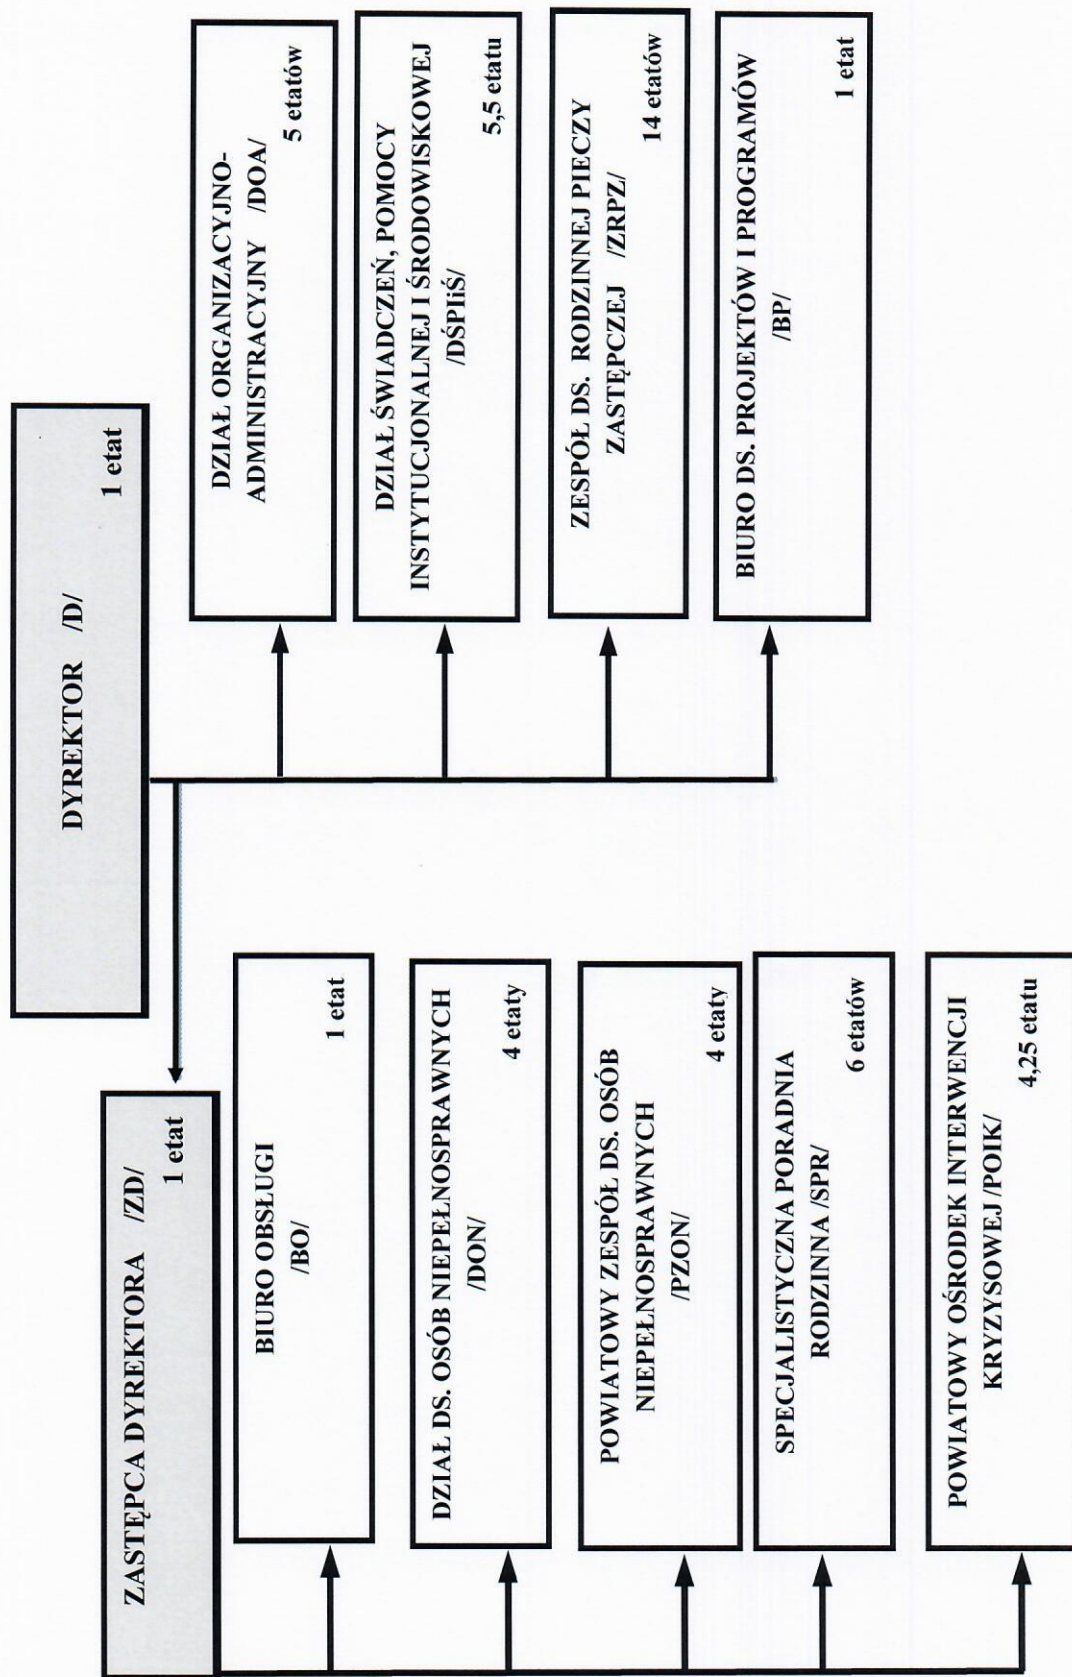 DYREKTOR /D/
1 etat
ZASTĘPCA DYREKTORA /ZD/
1 etat
BIURO OBSŁUGI
/BO/
1 etat
DZIAŁ DS. OSÓB NIEPEŁNOSPRAWNYCH
/DON/
4 etaty
POWIATOWY ZESPÓŁ DS. OSÓB
NIEPEŁNOSPRAWNYCH
/PZON/
4 etaty
SPECJALISTYCZNA PORADNIA
RODZINNA /SPR/
6 etatów
POWIATOWY OŚRODEK INTERWENCJI
KRYZYSOWEJ /POIK/
4,25 etatu
DZIAŁ ORGANIZACYJNO-
ADMINISTRACYJNY /DOA/
5 etatów
DZIAŁ ŚWIADCZEŃ, POMOCY
INSTYTUCJONALNEJ I ŚRODOWISKOWEJ
/DŚPIiŚ/
5,5 etatu
ZESPÓŁ DS. RODZINNEJ PIECZY
ZASTĘPCZEJ /ZRPZ/
14 etatów
BIURO DS. PROJEKTÓW I PROGRAMÓW
/BP/
1 etat